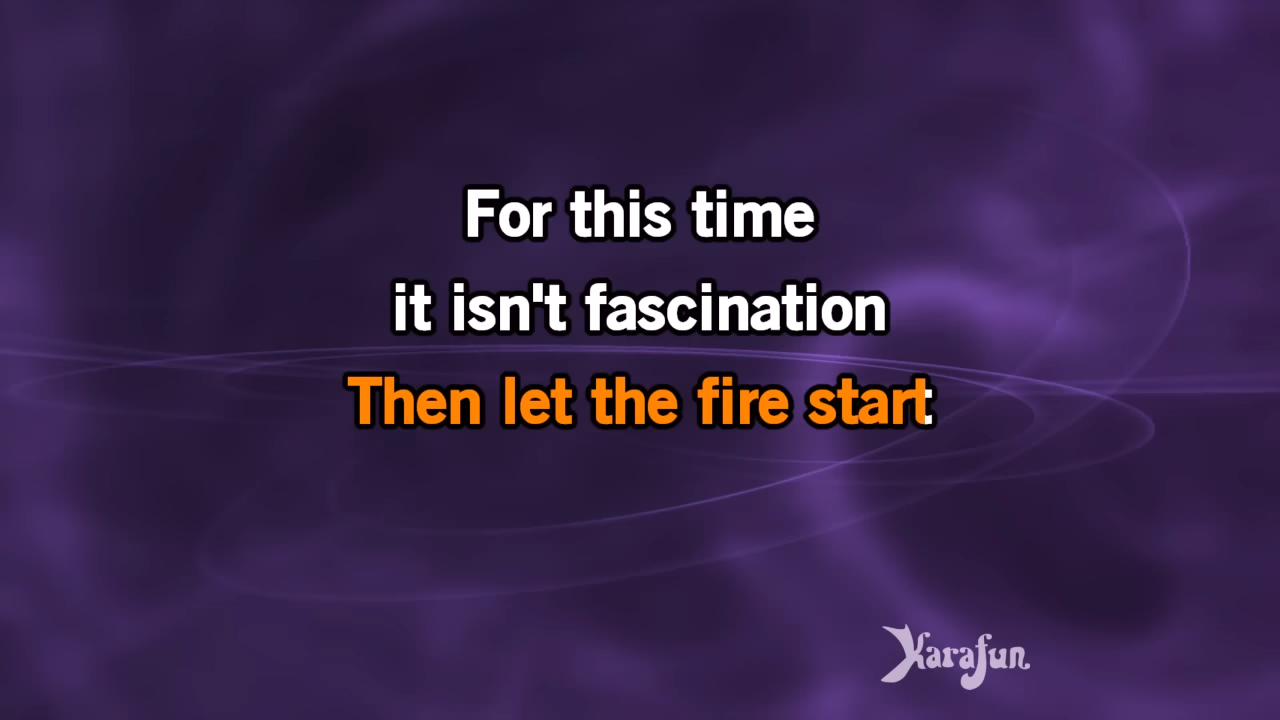 For this time
it isn't fascination
Then let the fire start
Karafun